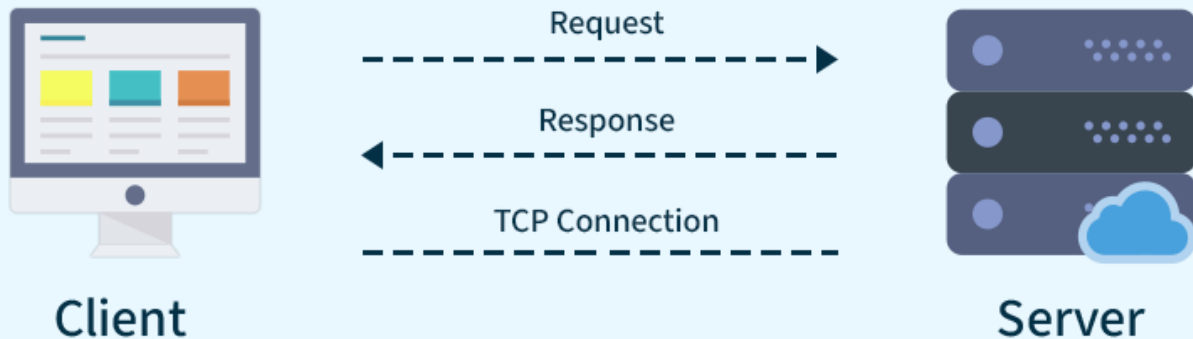 Request
Response
TCP Connection
Client
Server